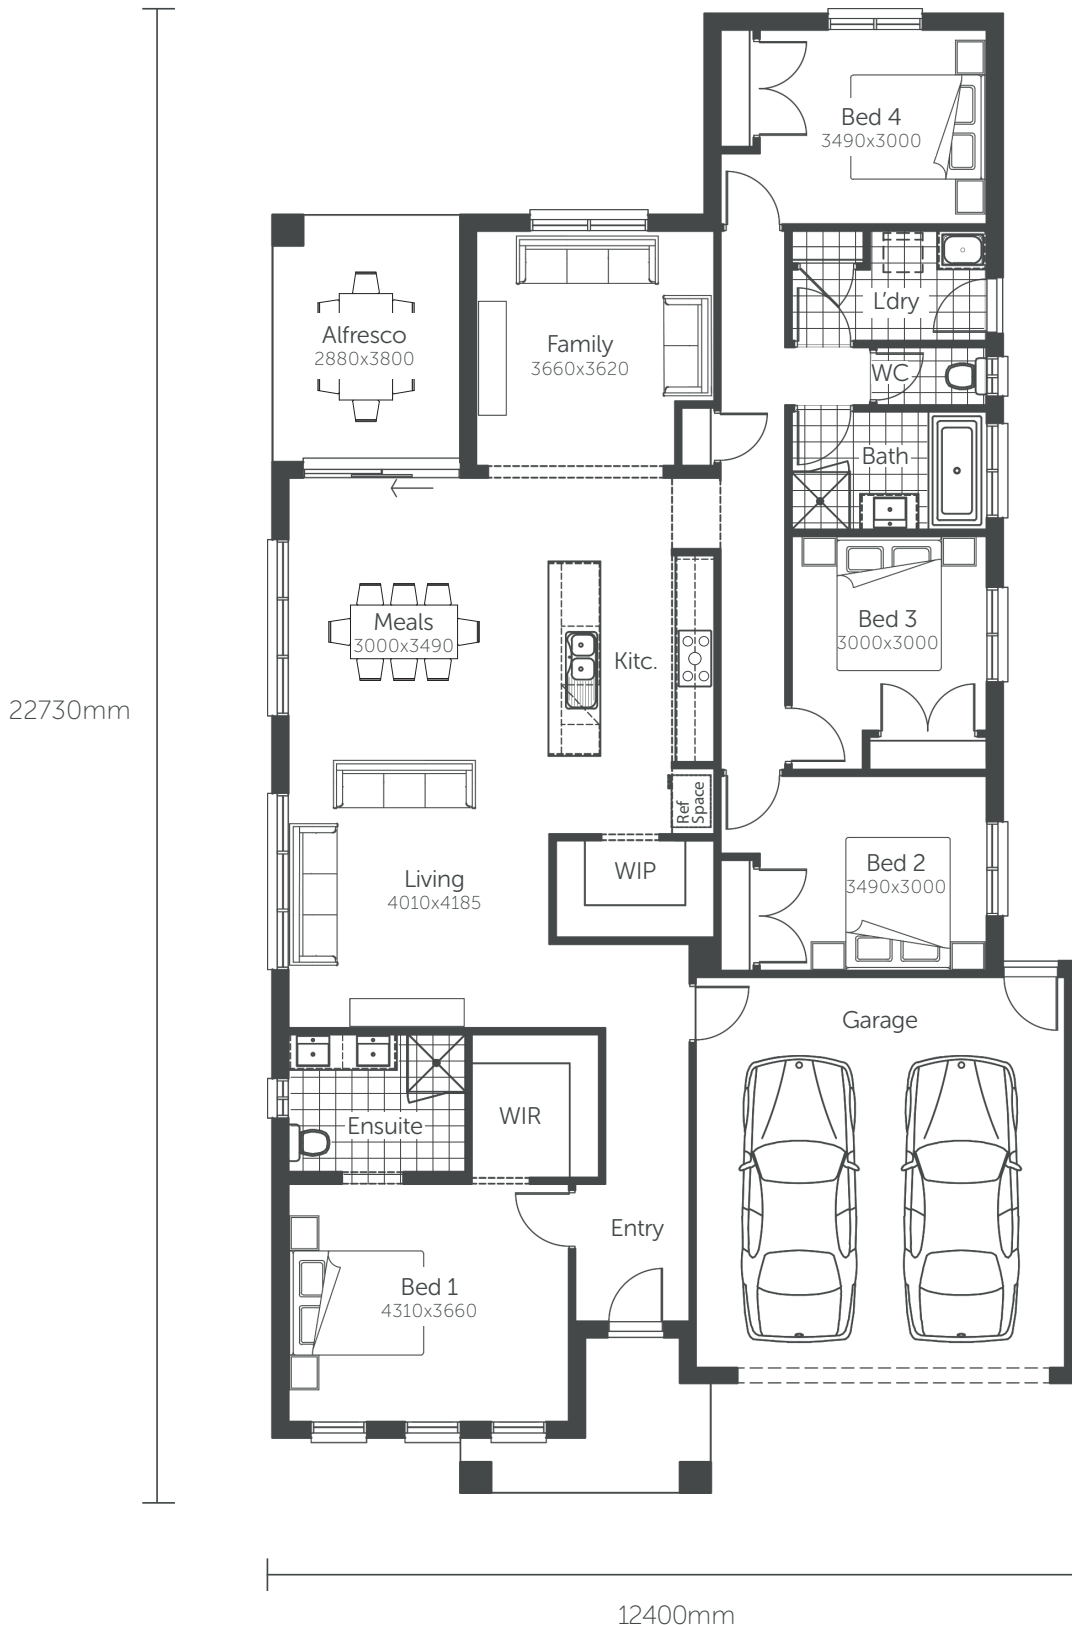 Bed 4
3490x3000
L'dry
Alfresco
2880x3800
Family
3660x3620
WC
Bath
Meals
3000x3490
Kitc.
Bed 3
3000x3000
22730mm
Ref
Space
WIP
Bed 2
3490x3000
Living
4010x4185
Garage
Ensuite
WIR
Entry
Bed 1
4310x3660
12400mm